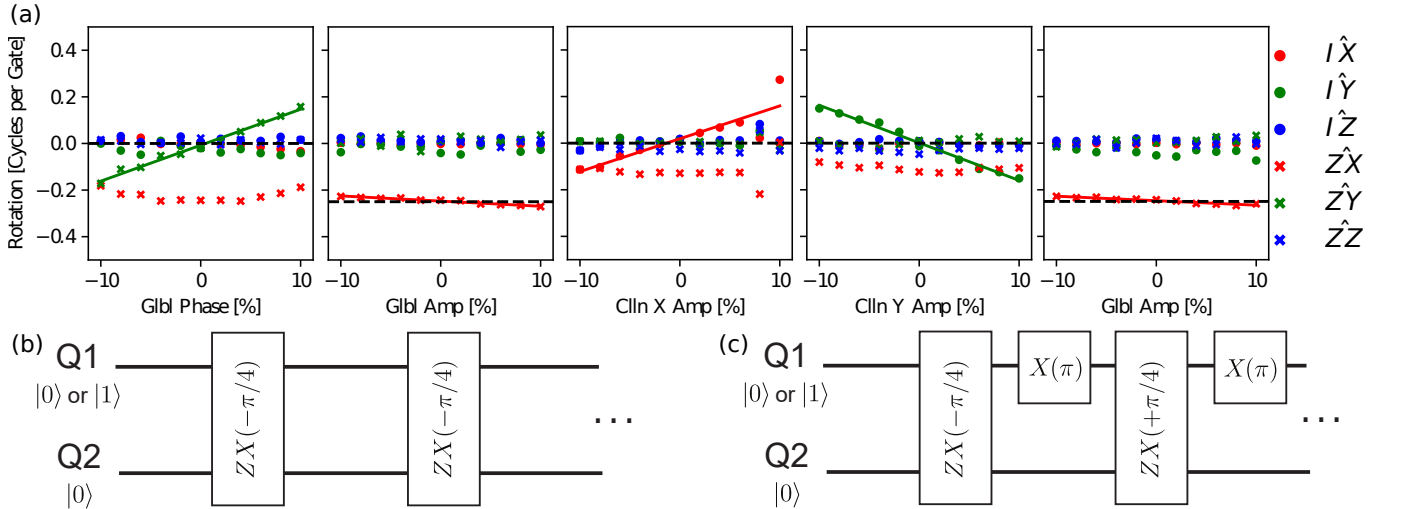 (a)
Rotation [Cycles per Gate]
0.4
0.2
0.0
−0.2
−0.4
−10 0 10
Glbl Phase [%]
−10 0 10
Glbl Amp [%]
−10 0 10
Clln X Amp [%]
−10 0 10
Clln Y Amp [%]
−10 0 10
Glbl Amp [%]
IX̂
IŶ
IẐ
ZX̂
ZŶ
ZẐ
(b)
Q1
|0⟩ or |1⟩
Q2
|0⟩
ZX(−π/4)
ZX(−π/4)
...
(c)
Q1
|0⟩ or |1⟩
Q2
|0⟩
ZX(−π/4)
X(π)
ZX(+π/4)
X(π)
...